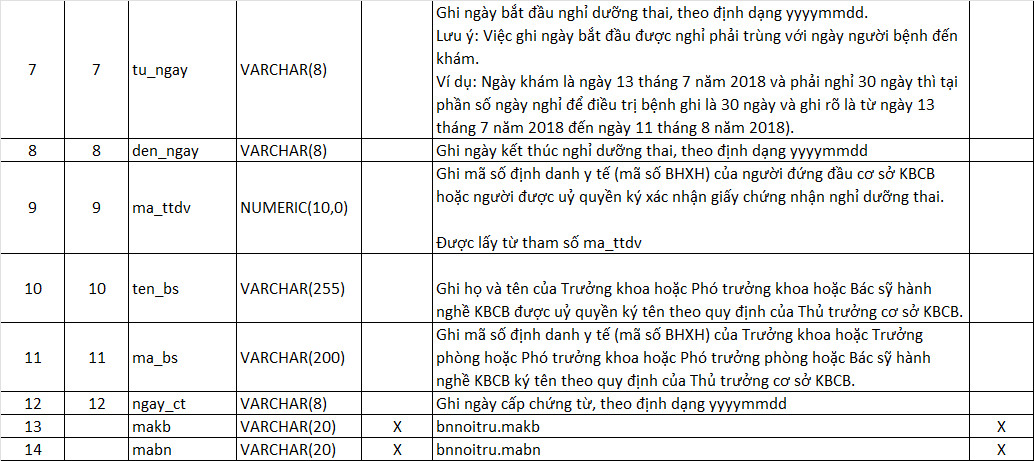 Ghi ngày bắt đầu nghỉ dưỡng thai, theo định dạng yyyymmdd.
Lưu ý: Việc ghi ngày bắt đầu được nghỉ phải trùng với ngày người bệnh đến
khám.
7 7 tu_ngay VARCHAR(8)
Ví dụ: Ngày khám là ngày 13 tháng 7 năm 2018 và phải nghỉ 30 ngày thì tại
phần số ngày nghỉ để điều trị bệnh ghi là 30 ngày và ghi rõ là từ ngày 13
tháng 7 năm 2018 đến ngày 11 tháng 8 năm 2018).
8 8 den_ngay VARCHAR(8) Ghi ngày kết thúc nghỉ dưỡng thai, theo định dạng yyyymmdd
Ghi mã số định danh y tế (mã số BHXH) của người đứng đầu cơ sở KBCB
hoặc người được uỷ quyền ký xác nhận giấy chứng nhận nghỉ dưỡng thai.
9 9 ma_ttdv NUMERIC(10,0)
Được lấy từ tham số ma_ttdv
10 10 ten_bs VARCHAR(255) Ghi họ và tên của Trưởng khoa hoặc Phó trưởng khoa hoặc Bác sỹ hành
nghề KBCB được uỷ quyền ký tên theo quy định của Thủ trưởng cơ sở KBCB.
Ghi mã số định danh y tế (mã số BHXH) của Trưởng khoa hoặc Trưởng
11 11 ma_bs VARCHAR(200) phòng hoặc Phó trưởng khoa hoặc Phó trưởng phòng hoặc Bác sỹ hành
nghề KBCB ký tên theo quy định của Thủ trưởng cơ sở KBCB.
12 12 ngay_ct VARCHAR(8) Ghi ngày cấp chứng từ, theo định dạng yyyymmdd
13 makb VARCHAR(20) X bnnoitru.makb X
14 mabn VARCHAR(20) X bnnoitru.mabn X